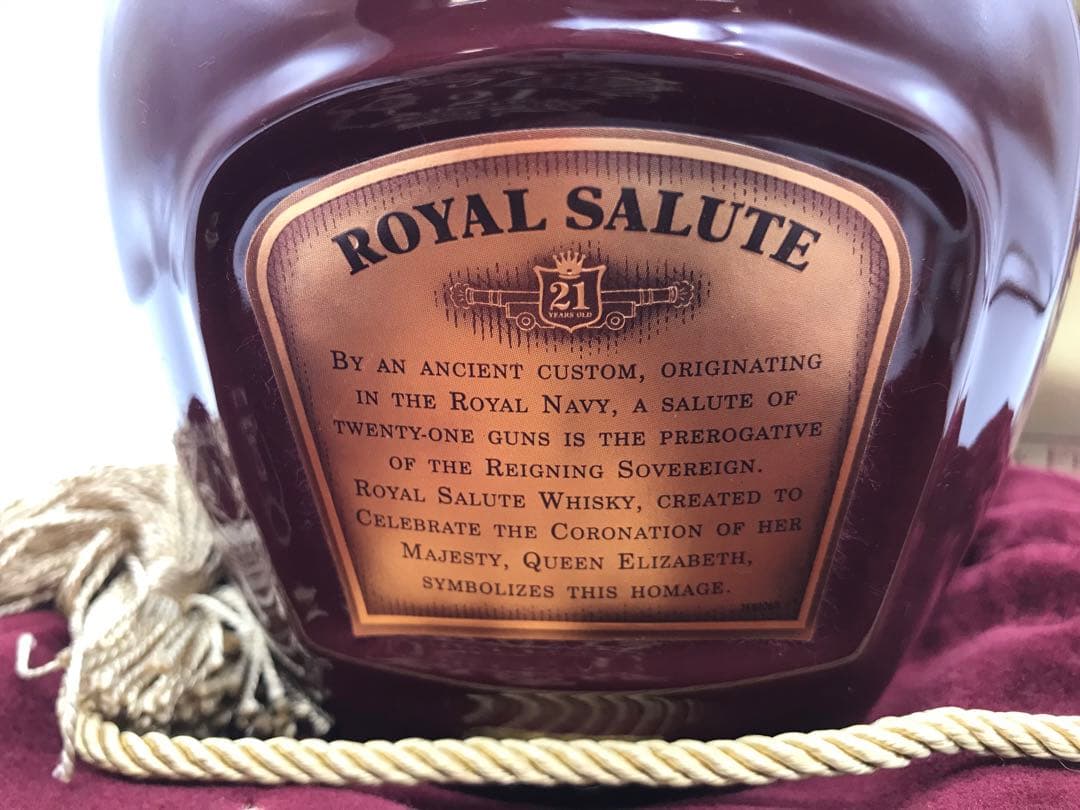 ROYAL SALUTE
21
YEARS OLD
BY AN ANCIENT CUSTOM, ORIGINATING
IN THE ROYAL NAVY, A SALUTE OF
TWENTY-ONE GUNS IS THE PREROGATIVE
OF THE REIGNING SOVEREIGN.
ROYAL SALUTE WHISKY, CREATED TO
CELEBRATE THE CORONATION OF HER
MAJESTY, QUEEN ELIZABETH,
SYMBOLIZES THIS HOMAGE.